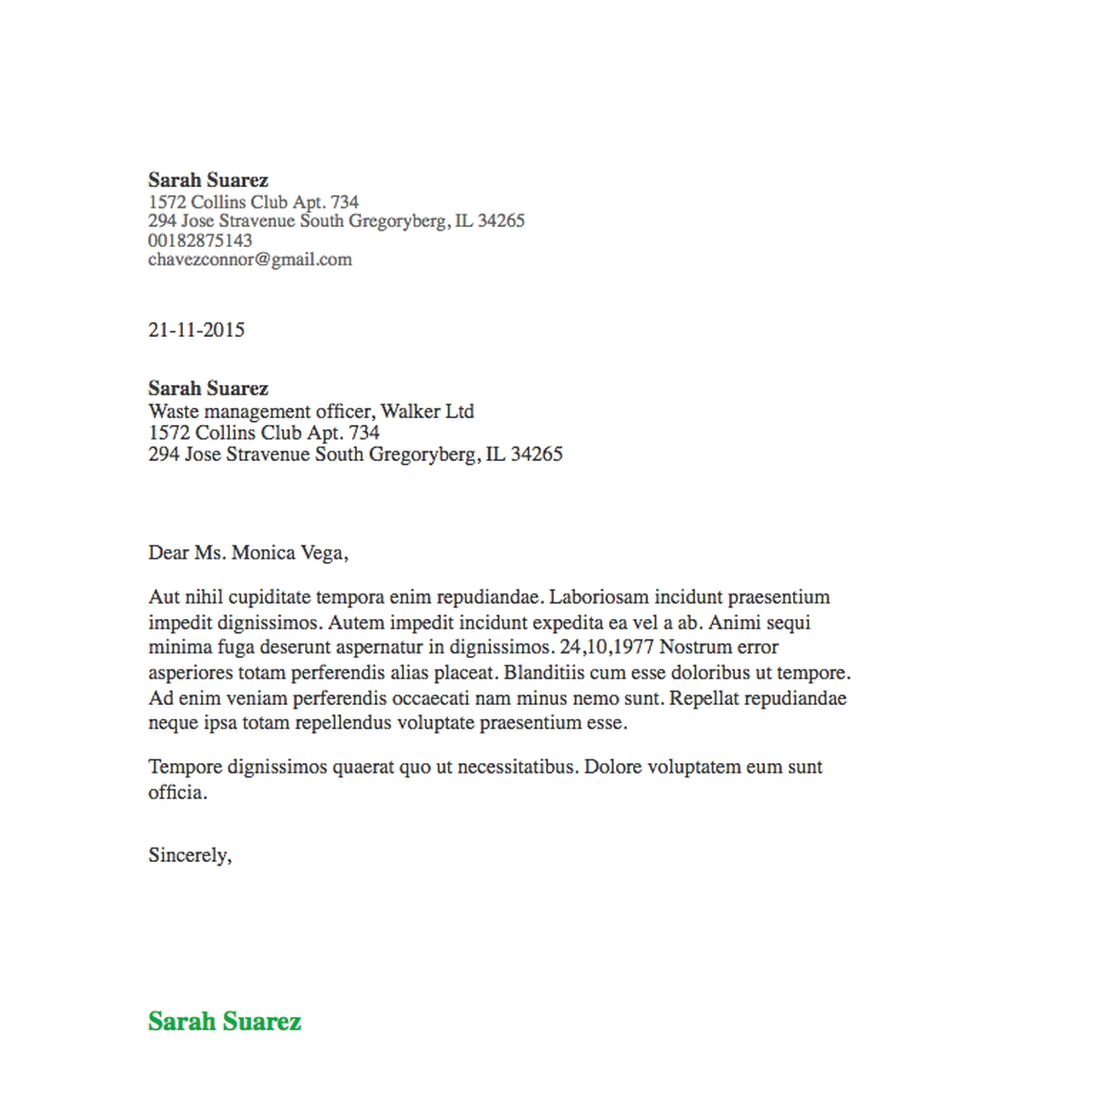 Sarah Suarez
1572 Collins Club Apt. 734
294 Jose Stravenue South Gregoryberg, IL 34265
00182875143
chavezconnor@gmail.com
21-11-2015
Sarah Suarez
Waste management officer, Walker Ltd
1572 Collins Club Apt. 734
294 Jose Stravenue South Gregoryberg, IL 34265
Dear Ms. Monica Vega,
Aut nihil cupiditate tempora enim repudiandae. Laboriosam incidunt praesentium
impedit dignissimos. Autem impedit incidunt expedita ea vel a ab. Animi sequi
minima fuga deserunt aspernatur in dignissimos. 24,10,1977 Nostrum error
asperiores totam perferendis alias placeat. Blanditiis cum esse doloribus ut tempore.
Ad enim veniam perferendis occaecati nam minus nemo sunt. Repellat repudiandae
neque ipsa totam repellendus voluptate praesentium esse.
Tempore dignissimos quaerat quo ut necessitatibus. Dolore voluptatem eum sunt
officia.
Sincerely,
Sarah Suarez